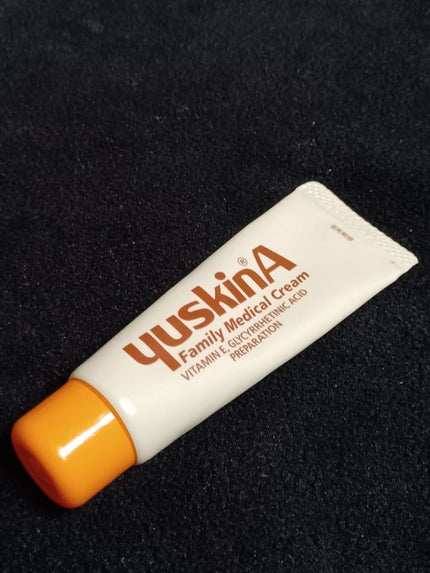 yuskinA®
Family Medical Cream
VITAMIN E, GLYCYRRHETINIC ACID
PREPARATION